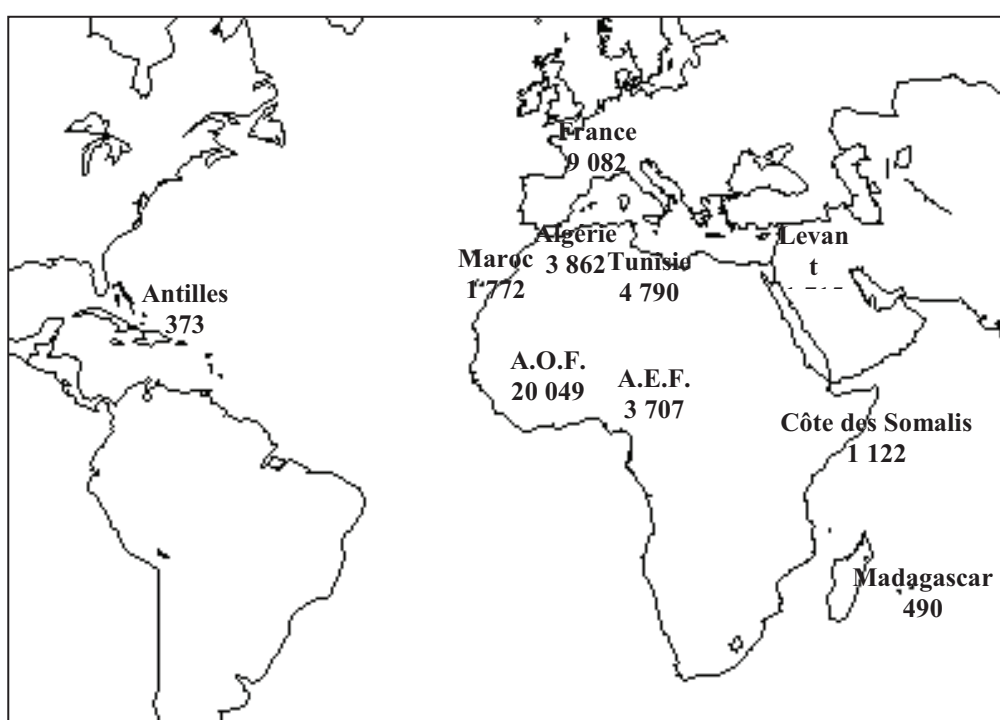 France
9 082
Algérie
3 862
Maroc
1 772
Tunisie
4 790
Levan
t
Antilles
373
A.O.F.
20 049
A.E.F.
3 707
Côte des Somalis
1 122
Madagascar
490